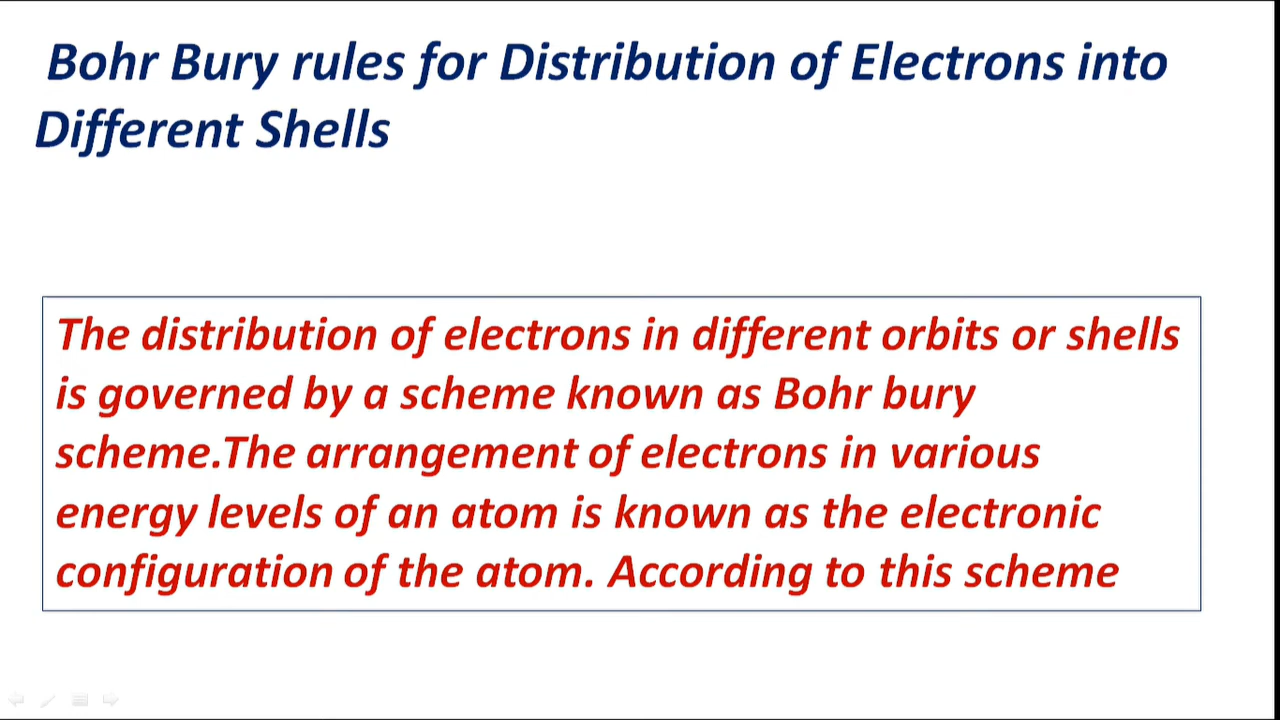 Bohr Bury rules for Distribution of Electrons into
Different Shells
The distribution of electrons in different orbits or shells
is governed by a scheme known as Bohr bury
scheme.The arrangement of electrons in various
energy levels of an atom is known as the electronic
configuration of the atom. According to this scheme